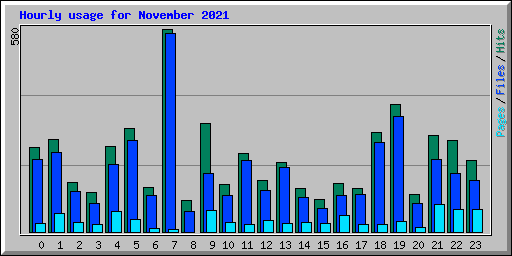 Hourly usage for November 2021
580
Pages / Files / Hits
0 1 2 3 4 5 6 7 8 9 10 11 12 13 14 15 16 17 18 19 20 21 22 23